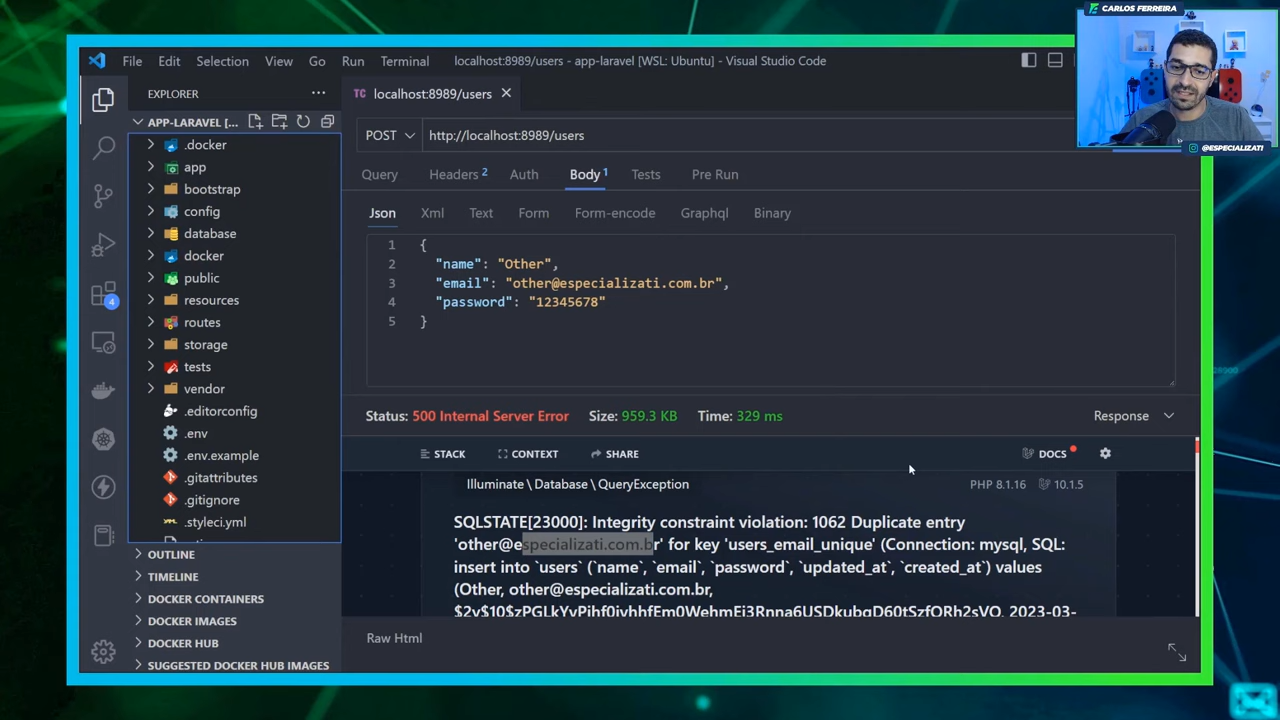 CARLOS FERREIRA
@ESPECIALIZATI
File Edit Selection View Go Run Terminal
localhost:8989/users - app-laravel [WSL: Ubuntu] - Visual Studio Code
EXPLORER
APP-LARAVEL [...
.docker
app
bootstrap
config
database
docker
public
resources
routes
storage
tests
vendor
.editorconfig
.env
.env.example
.gitattributes
.gitignore
.styleci.yml
OUTLINE
TIMELINE
DOCKER CONTAINERS
DOCKER IMAGES
DOCKER HUB
SUGGESTED DOCKER HUB IMAGES
4
TC localhost:8989/users
POST http://localhost:8989/users
Query Headers 2 Auth Body 1 Tests Pre Run
Json Xml Text Form Form-encode Graphql Binary
1 {
2 "name": "Other",
3 "email": "other@especializati.com.br",
4 "password": "12345678"
5 }
Status: 500 Internal Server Error Size: 959.3 KB Time: 329 ms Response
STACK CONTEXT SHARE DOCS
Illuminate \ Database \ QueryException PHP 8.1.16 10.1.5
SQLSTATE[23000]: Integrity constraint violation: 1062 Duplicate entry
'other@especializati.com.br' for key 'users_email_unique' (Connection: mysql, SQL:
insert into `users` (`name`, `email`, `password`, `updated_at`, `created_at`) values
(Other, other@especializati.com.br,
Raw Html